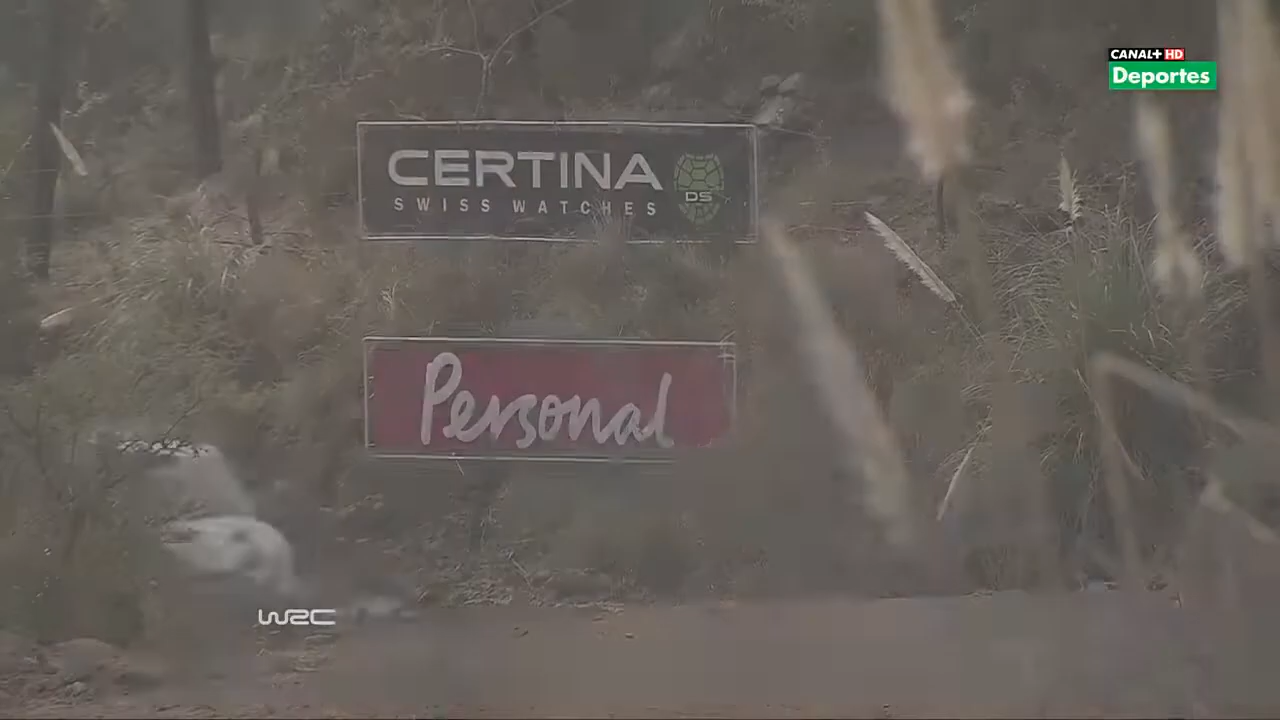 CANAL+ HD
Deportes
CERTINA
SWISS WATCHES
DS
Personal
WRC